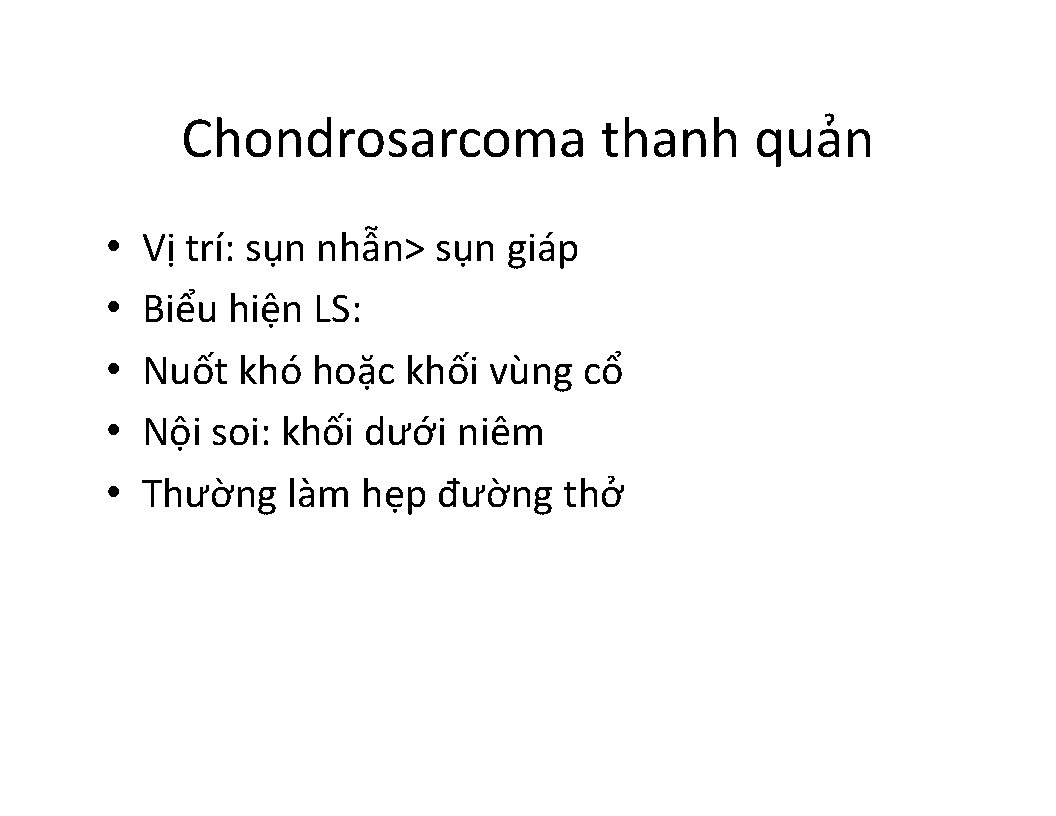 Chondrosarcoma thanh quản
• Vị trí: sụn nhẫn> sụn giáp
• Biểu hiện LS:
• Nuốt khó hoặc khối vùng cổ
• Nội soi: khối dưới niêm
• Thường làm hẹp đường thở